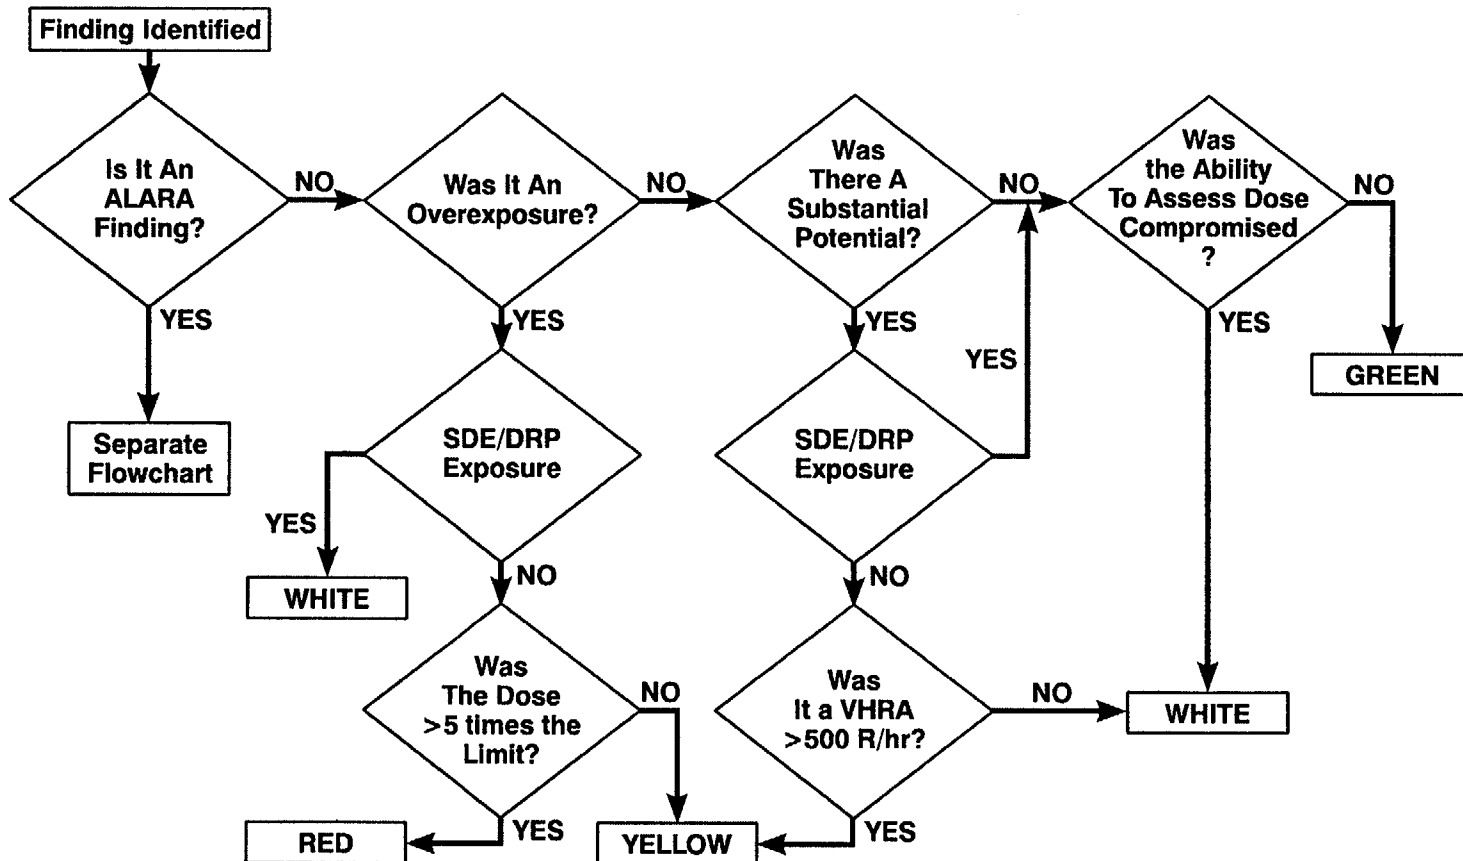 Finding Identified
Is It An
ALARA
Finding?
NO
YES
Separate
Flowchart
Was It An
Overexposure?
NO
YES
SDE/DRP
Exposure
YES
WHITE
NO
Was
The Dose
>5 times the
Limit?
NO
YES
RED
YELLOW
Was
There A
Substantial
Potential?
NO
YES
SDE/DRP
Exposure
YES
NO
Was
It a VHRA
>500 R/hr?
NO
YES
Was
the Ability
To Assess Dose
Compromised
?
NO
YES
GREEN
WHITE